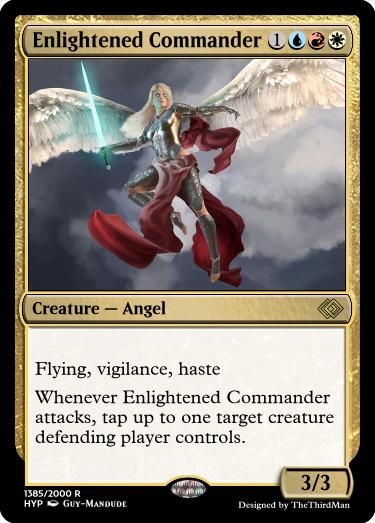 Enlightened Commander 1
Creature — Angel
Flying, vigilance, haste
Whenever Enlightened Commander
attacks, tap up to one target creature
defending player controls.
3/3
1385/2000 R
HYP Guy-Mandude
Designed by TheThirdMan